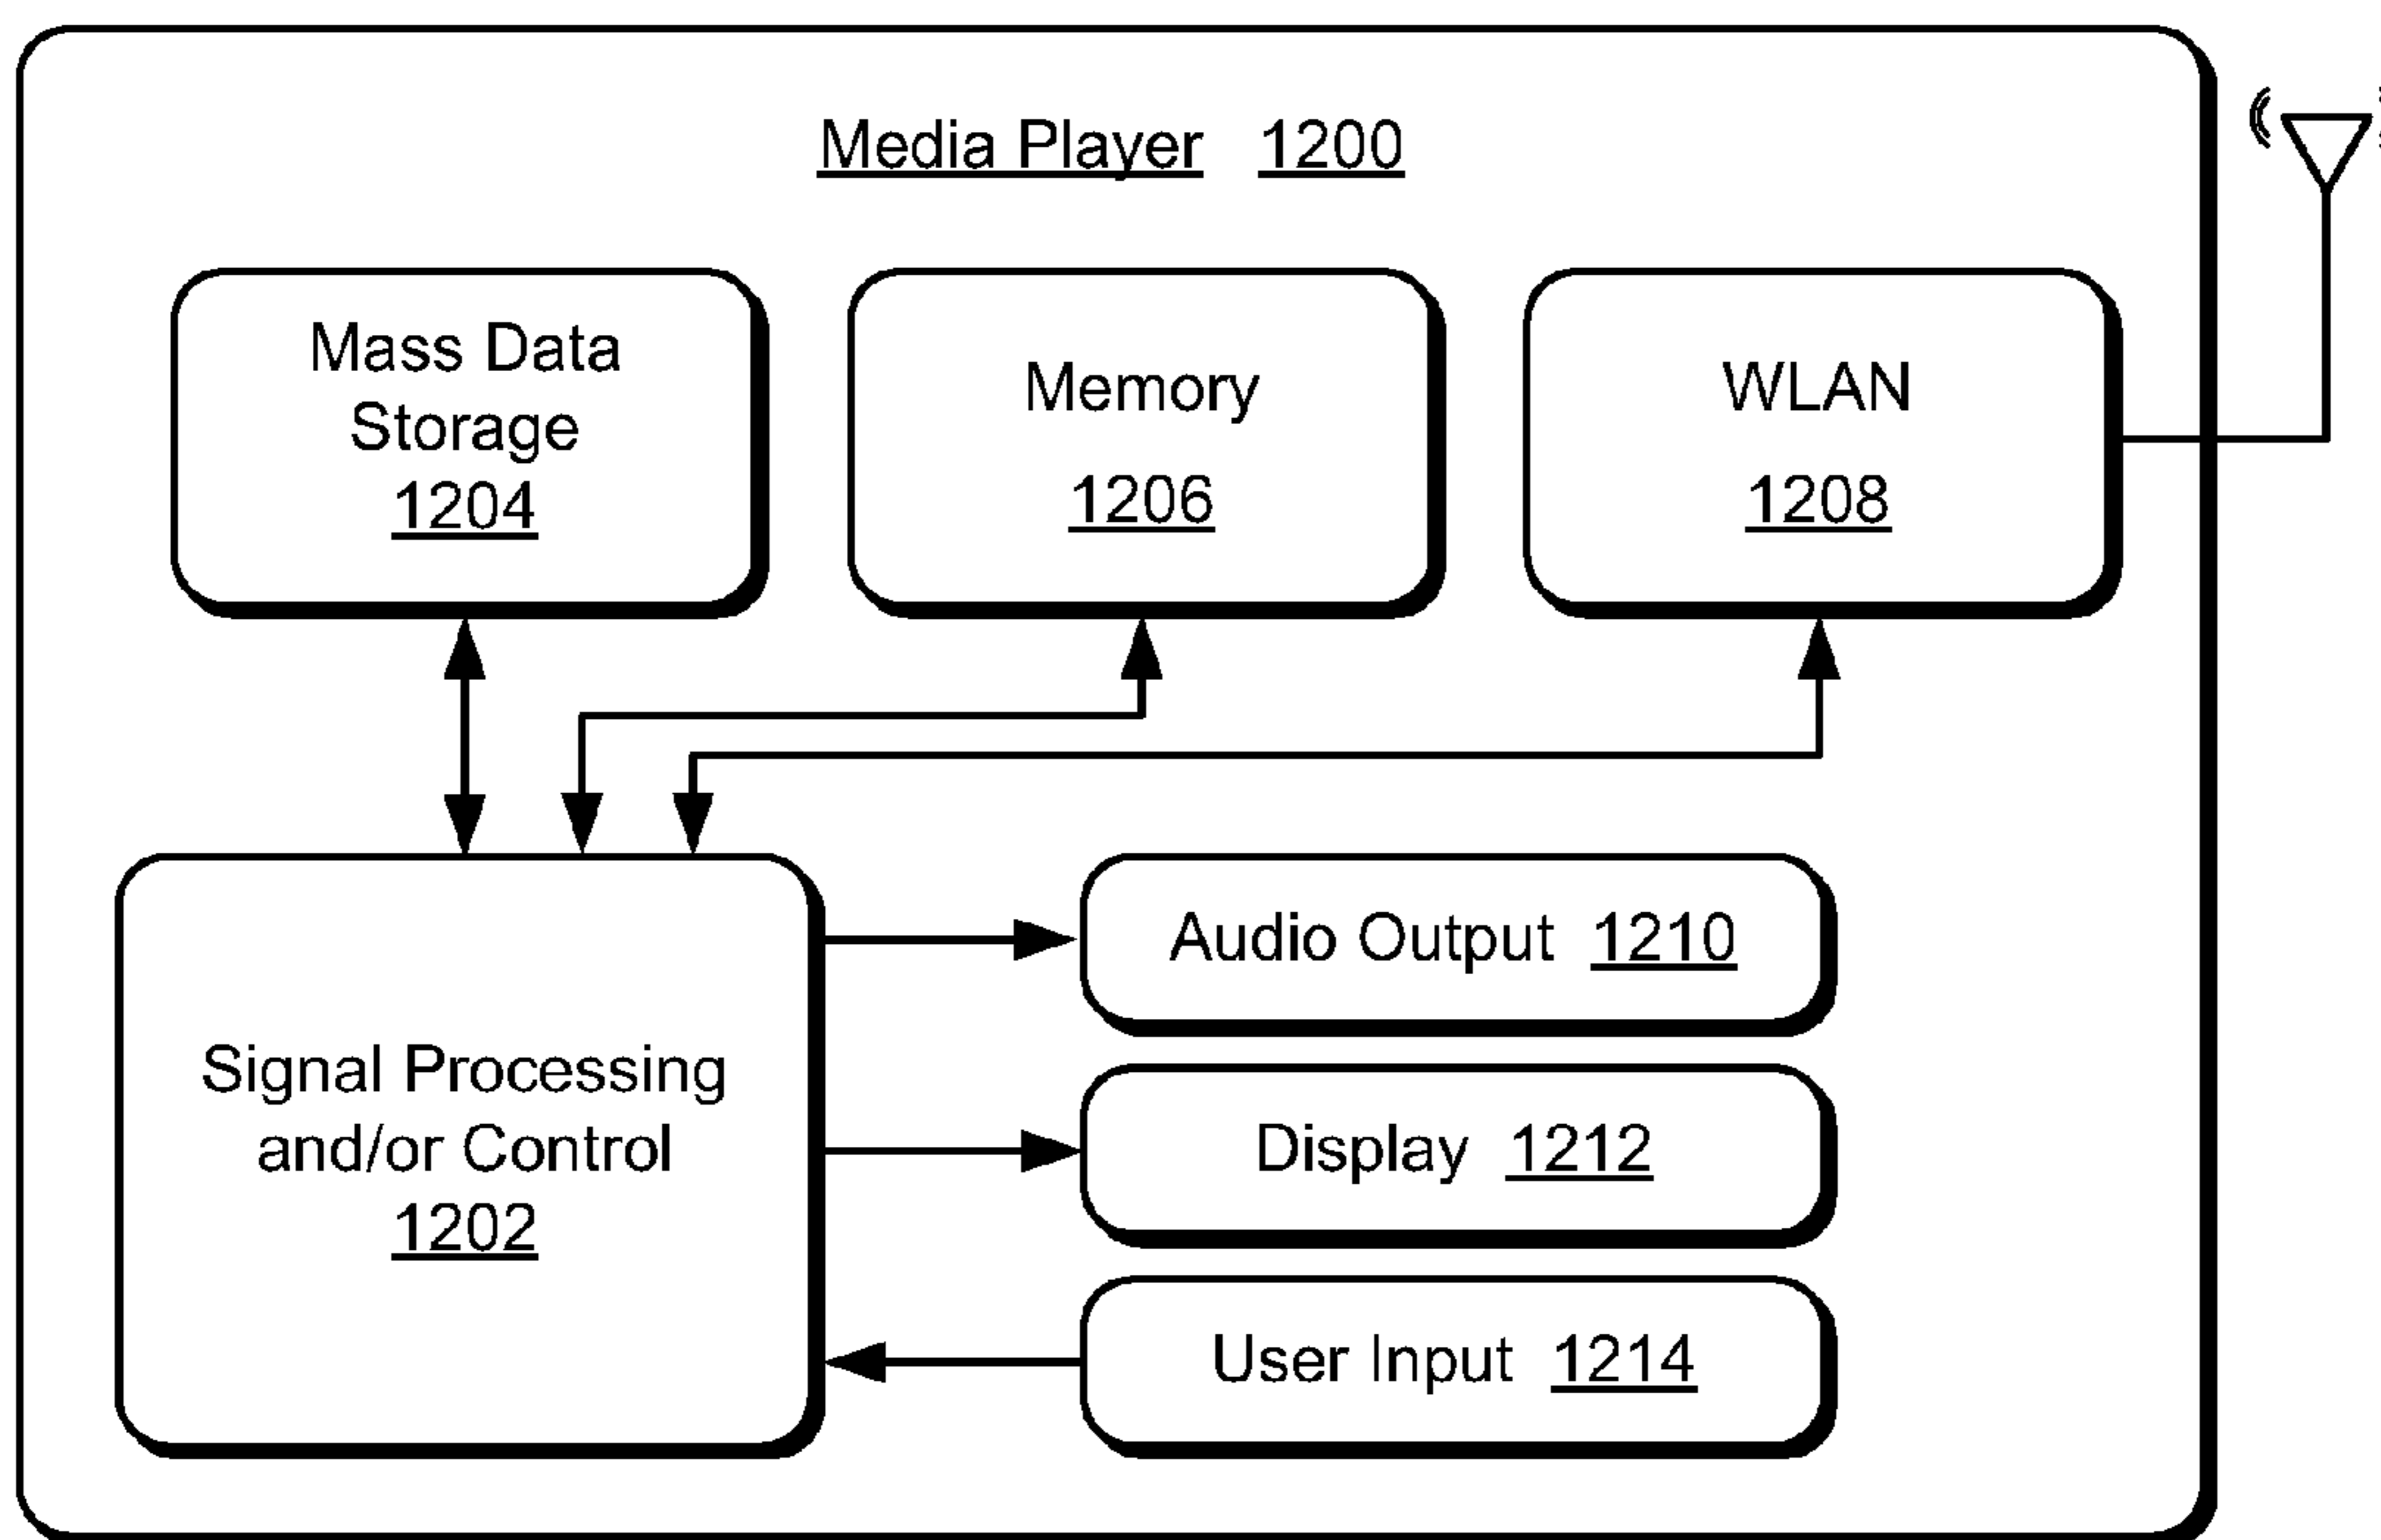 Media Player 1200
Mass Data
Storage
1204
Memory
1206
WLAN
1208
Signal Processing
and/or Control
1202
Audio Output 1210
Display 1212
User Input 1214